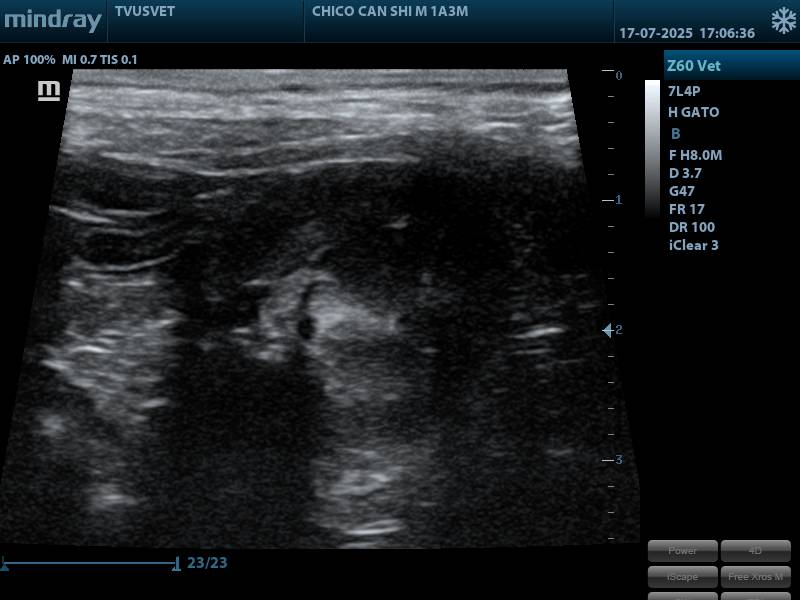 mindray
TVUSVET
CHICO CAN SHI M 1A3M
17-07-2025 17:06:36
AP 100% MI 0.7 TIS 0.1
m
Z60 Vet
7L4P
H GATO
B
F H8.0M
D 3.7
G47
FR 17
DR 100
iClear 3
0
1
2
3
23/23
Power
4D
iScape
Free Xros M